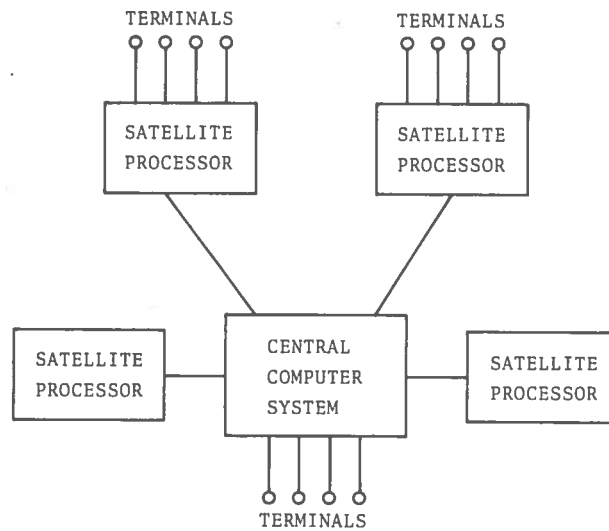 TERMINALS
TERMINALS
SATELLITE
PROCESSOR
SATELLITE
PROCESSOR
SATELLITE
PROCESSOR
CENTRAL
COMPUTER
SYSTEM
SATELLITE
PROCESSOR
TERMINALS